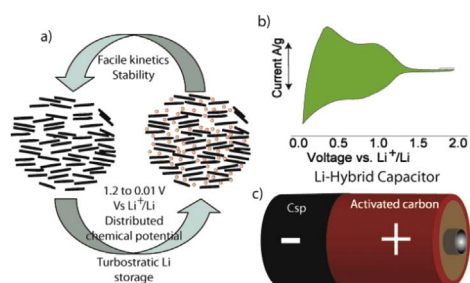 a)
Facile kinetics
Stability
1.2 to 0.01 V
Vs Li+/Li
Distributed
chemical potential
Turbostratic Li
storage
b)
Current A/g
0.0 0.5 1.0 1.5 2.0
Voltage vs. Li+/Li
Li-Hybrid Capacitor
c)
Csp
Activated carbon
- +